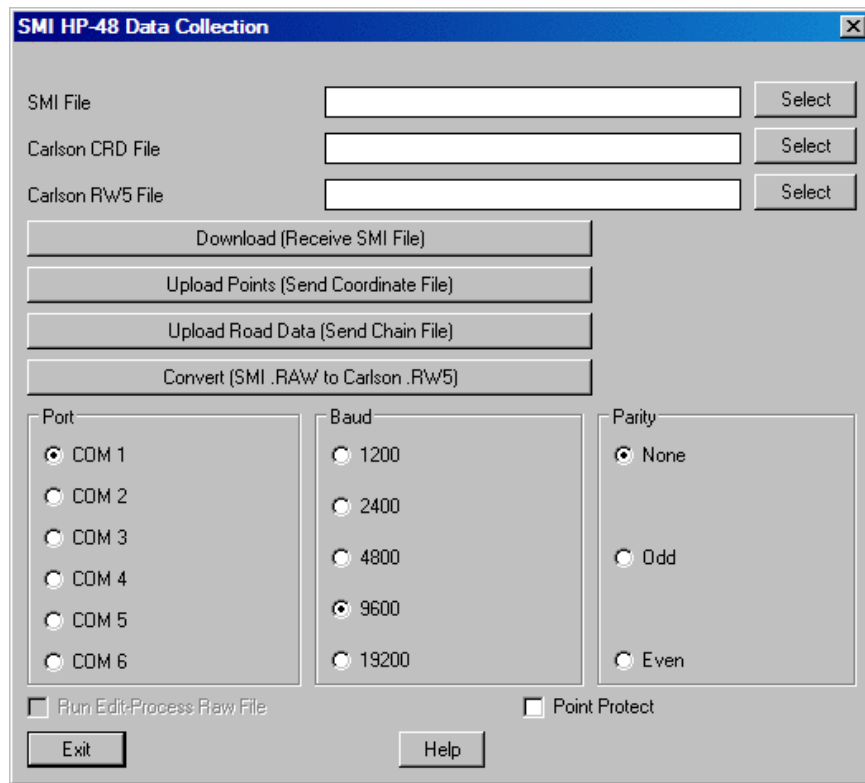 SMI HP-48 Data Collection
SMI File Select
Carlson CRD File Select
Carlson RW5 File Select
Download (Receive SMI File)
Upload Points (Send Coordinate File)
Upload Road Data (Send Chain File)
Convert (SMI .RAW to Carlson .RW5)
Port
COM 1
COM 2
COM 3
COM 4
COM 5
COM 6
Baud
1200
2400
4800
9600
19200
Parity
None
Odd
Even
Run Edit-Process Raw File
Point Protect
Exit
Help